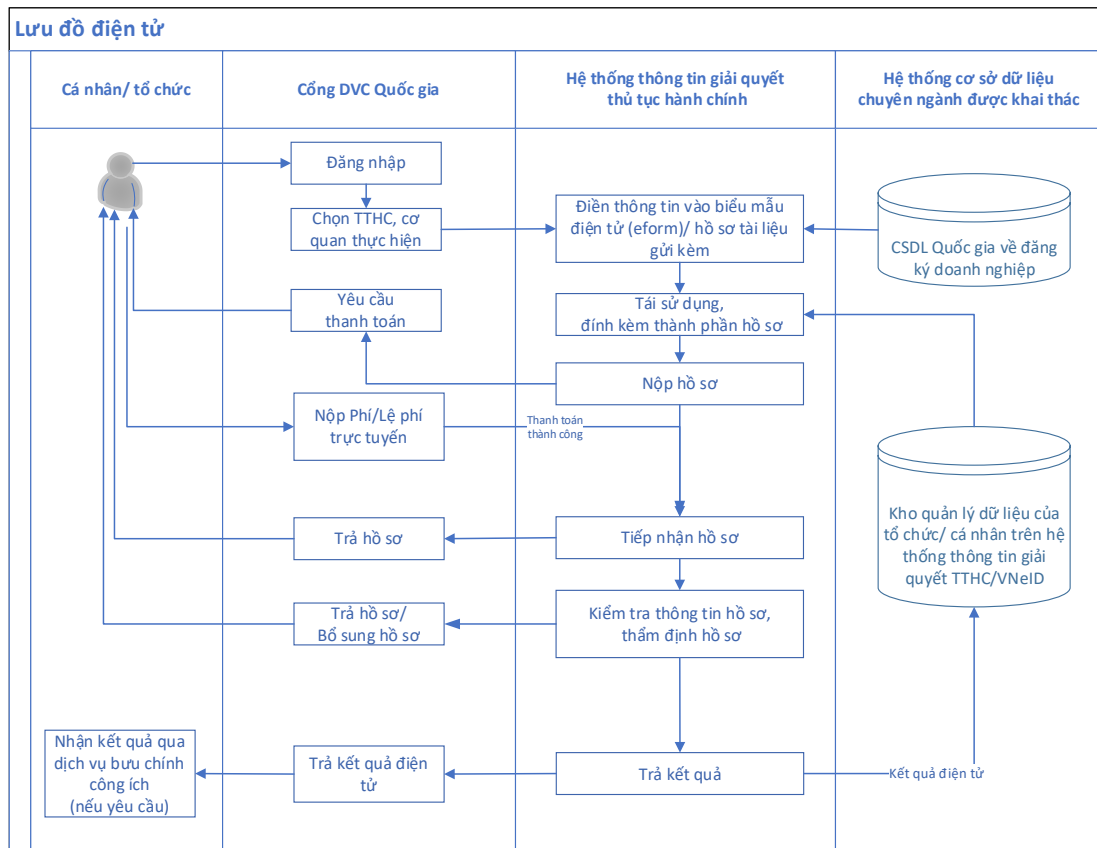 Lưu đồ điện tử
Cá nhân/ tổ chức
Cổng DVC Quốc gia
Hệ thống thông tin giải quyết
thủ tục hành chính
Hệ thống cơ sở dữ liệu
chuyên ngành được khai thác
Đăng nhập
Chọn TTHC, cơ
quan thực hiện
Điền thông tin vào biểu mẫu
điện tử (eform)/ hồ sơ tài liệu
gửi kèm
CSDL Quốc gia về đăng
ký doanh nghiệp
Yêu cầu
thanh toán
Tái sử dụng,
đính kèm thành phần hồ sơ
Nộp hồ sơ
Nộp Phí/Lệ phí
trực tuyến
Thanh toán
thành công
Kho quản lý dữ liệu của
tổ chức/ cá nhân trên hệ
thống thông tin giải
quyết TTHC/VNeID
Trả hồ sơ
Tiếp nhận hồ sơ
Trả hồ sơ/
Bổ sung hồ sơ
Kiểm tra thông tin hồ sơ,
thẩm định hồ sơ
Nhận kết quả qua
dịch vụ bưu chính
công ích
(nếu yêu cầu)
Trả kết quả điện
tử
Trả kết quả
Kết quả điện tử